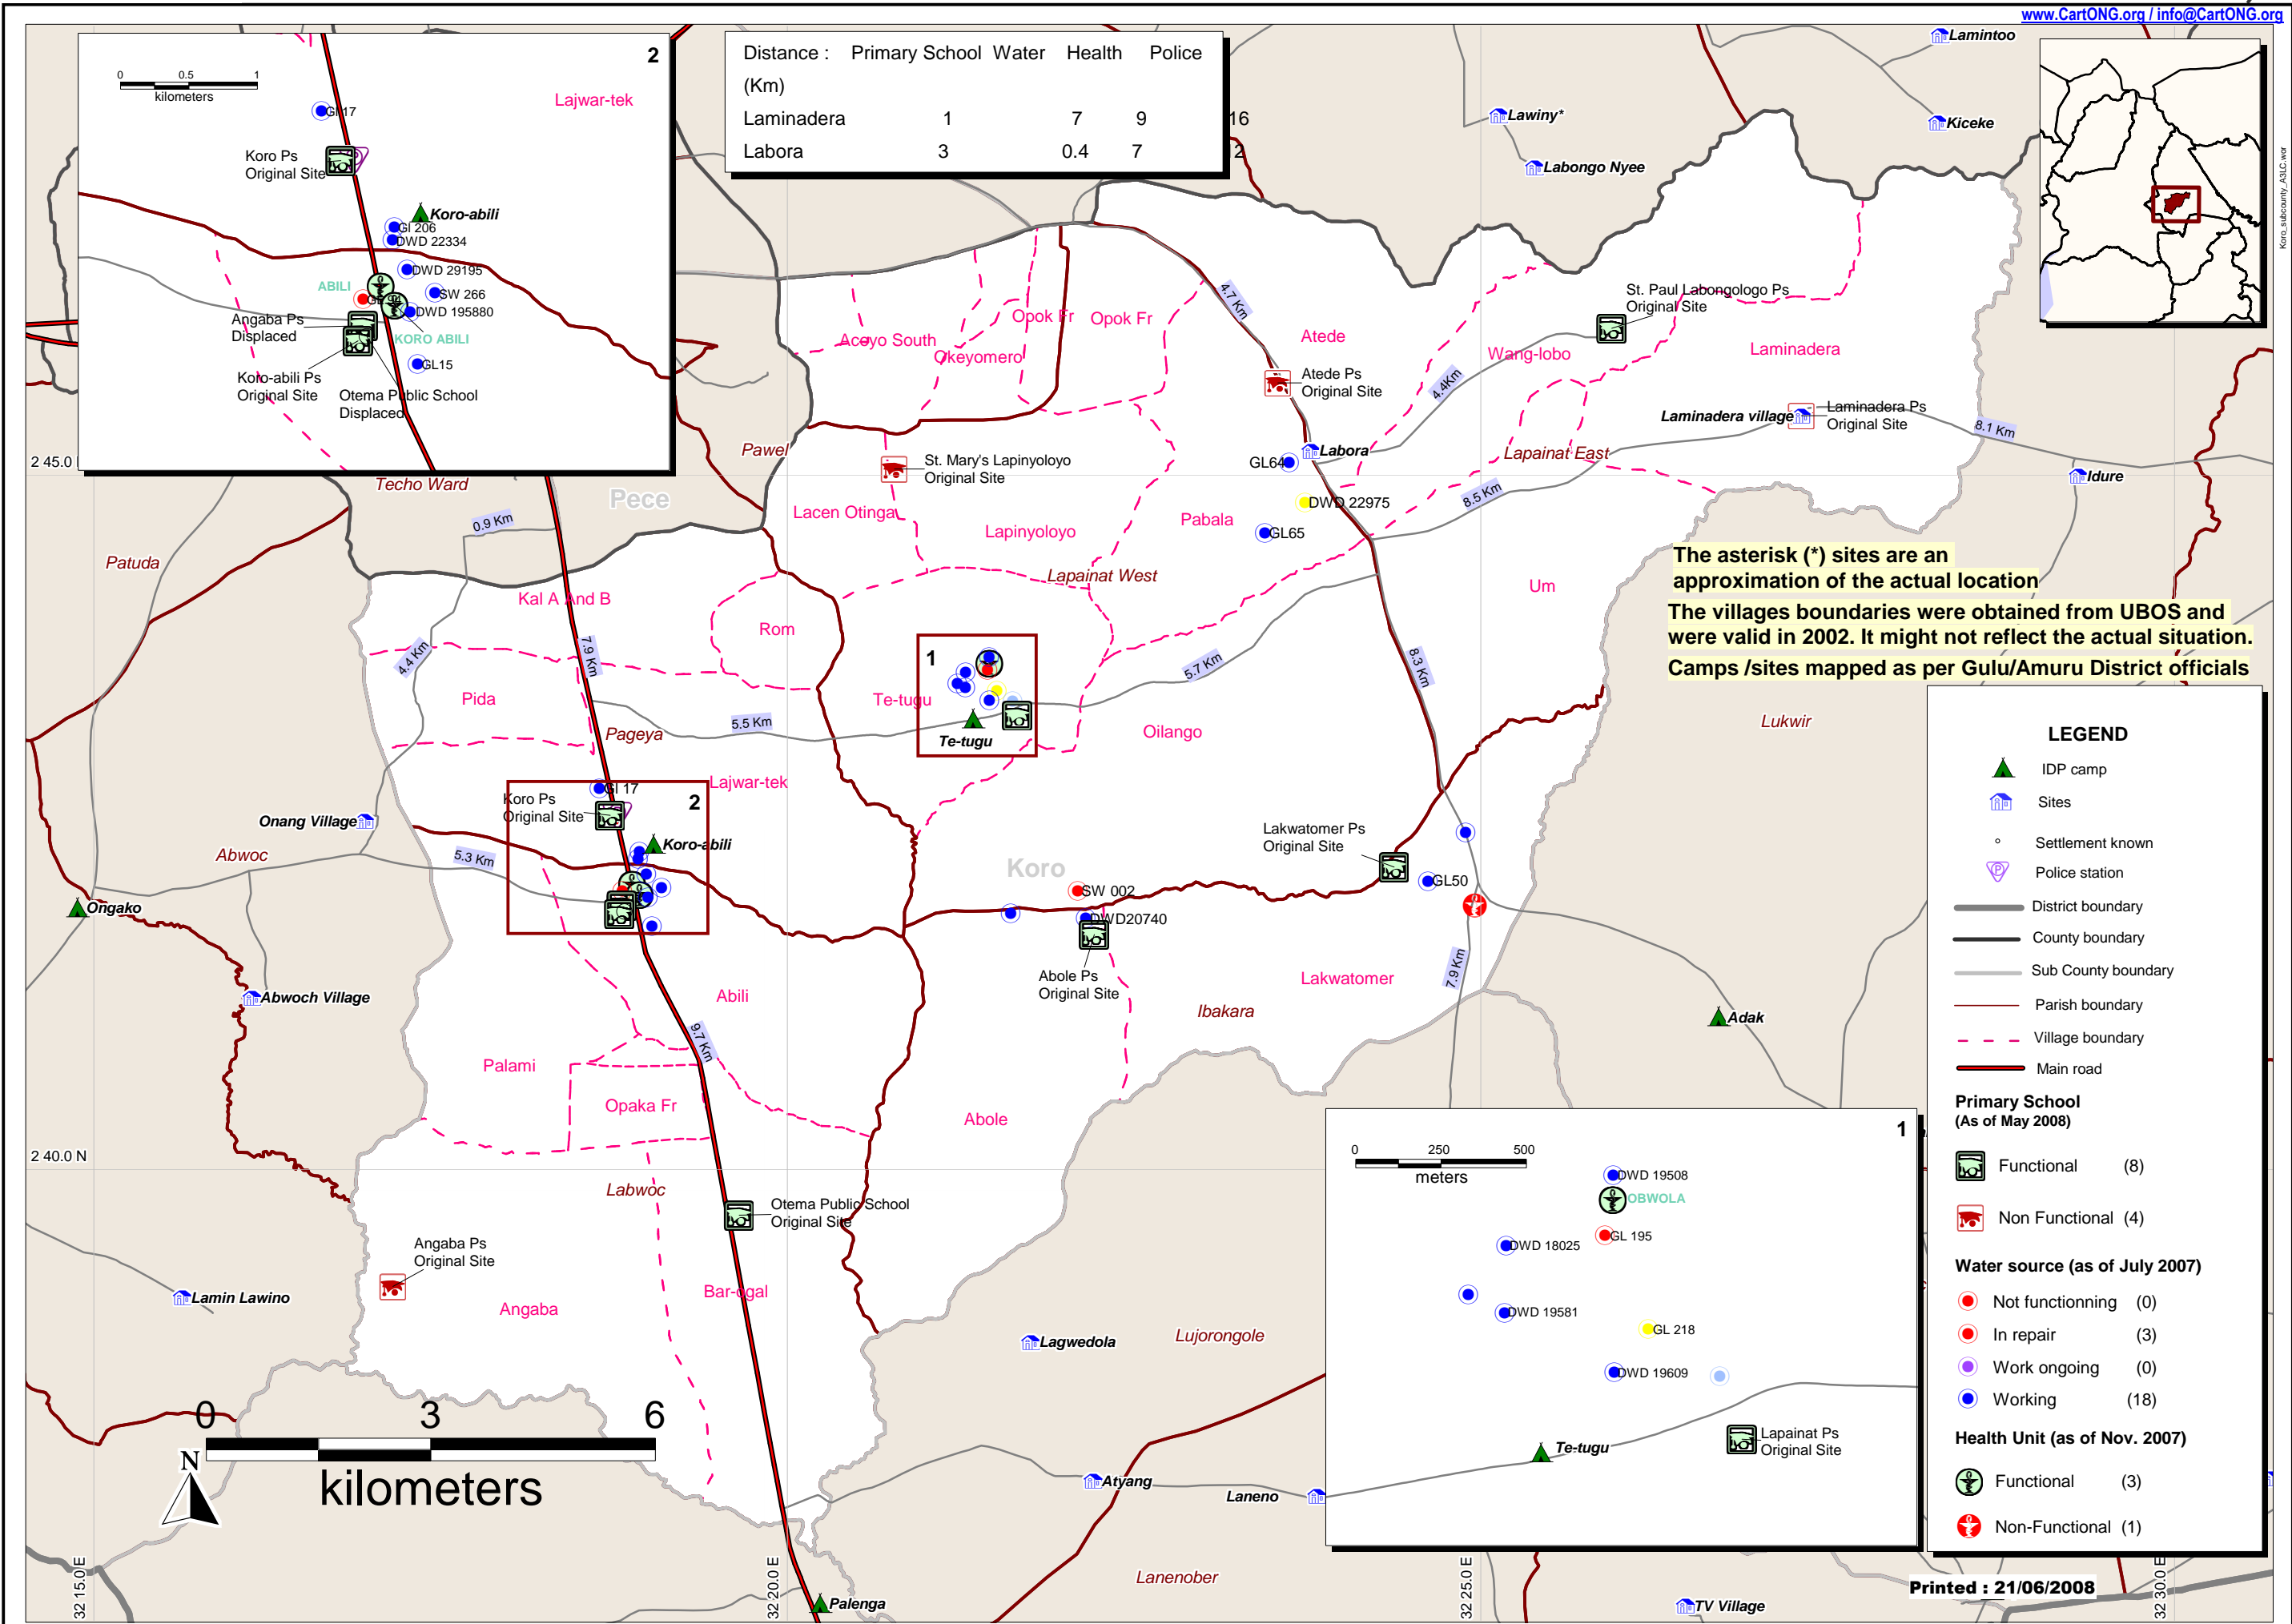 www.CartONG.org / info@CartONG.org
Koro_subcounty_A3LC.wor
2
0 0.5 1
kilometers
Lajwar-tek
Gl 17
Koro Ps
Original Site
Koro-abili
Gl 206
DWD 22334
DWD 29195
ABILI
SW 266
DWD 195880
Angaba Ps
Displaced
KORO ABILI
GL15
Koro-abili Ps
Original Site
Otema Public School
Displaced
Distance : Primary School Water Health Police
(Km)
Laminadera 1 7 9 16
Labora 3 0.4 7 12
Lamintoo
Lawiny*
Kiceke
Labongo Nyee
4.7 Km
St. Paul Labongologo Ps
Original Site
Opok Fr
Opok Fr
Acoyo South
Okeyomero
Atede
Wang-lobo
Laminadera
Atede Ps
Original Site
4.4Km
Laminadera village
Laminadera Ps
Original Site
8.1 Km
Pawel
Labora
Lapainat East
GL64
St. Mary's Lapinyoloyo
Original Site
2 45.0
Techo Ward
Pece
Idure
8.5 Km
DWD 22975
Lacen Otinga
Lapinyoloyo
Pabala
GL65
0.9 Km
Patuda
Lapainat West
Um
The asterisk (*) sites are an
approximation of the actual location
The villages boundaries were obtained from UBOS and
were valid in 2002. It might not reflect the actual situation.
Camps /sites mapped as per Gulu/Amuru District officials
Kal A And B
Rom
4.4 Km
7.9 Km
1
5.7 Km
8.3 Km
Pida
Te-tugu
5.5 Km
Pageya
Te-tugu
Oilango
Lukwir
Lajwar-tek
Gl 17
2
Koro Ps
Original Site
Koro-abili
Onang Village
Abwoc
5.3 Km
Lakwatomer Ps
Original Site
Koro
GL50
SW 002
DWD20740
Ongako
Abole Ps
Original Site
Lakwatomer
7.9 Km
Abwoch Village
Abili
Ibakara
Adak
9.7 Km
Palami
Opaka Fr
Abole
2 40.0 N
Labwoc
Otema Public School
Original Site
Angaba Ps
Original Site
Lamin Lawino
Angaba
Bar-ogal
Lagwedola
Lujorongole
0 3 6
kilometers
N
Atyang
Laneno
Lanenober
Palenga
TV Village
32 15.0 E
32 20.0 E
32 25.0 E
32 30.0 E
1
0 250 500
meters
DWD 19508
OBWOLA
GL 195
DWD 18025
DWD 19581
GL 218
DWD 19609
Te-tugu
Lapainat Ps
Original Site
LEGEND
IDP camp
Sites
Settlement known
Police station
District boundary
County boundary
Sub County boundary
Parish boundary
Village boundary
Main road
Primary School
(As of May 2008)
Functional (8)
Non Functional (4)
Water source (as of July 2007)
Not functionning (0)
In repair (3)
Work ongoing (0)
Working (18)
Health Unit (as of Nov. 2007)
Functional (3)
Non-Functional (1)
Printed : 21/06/2008